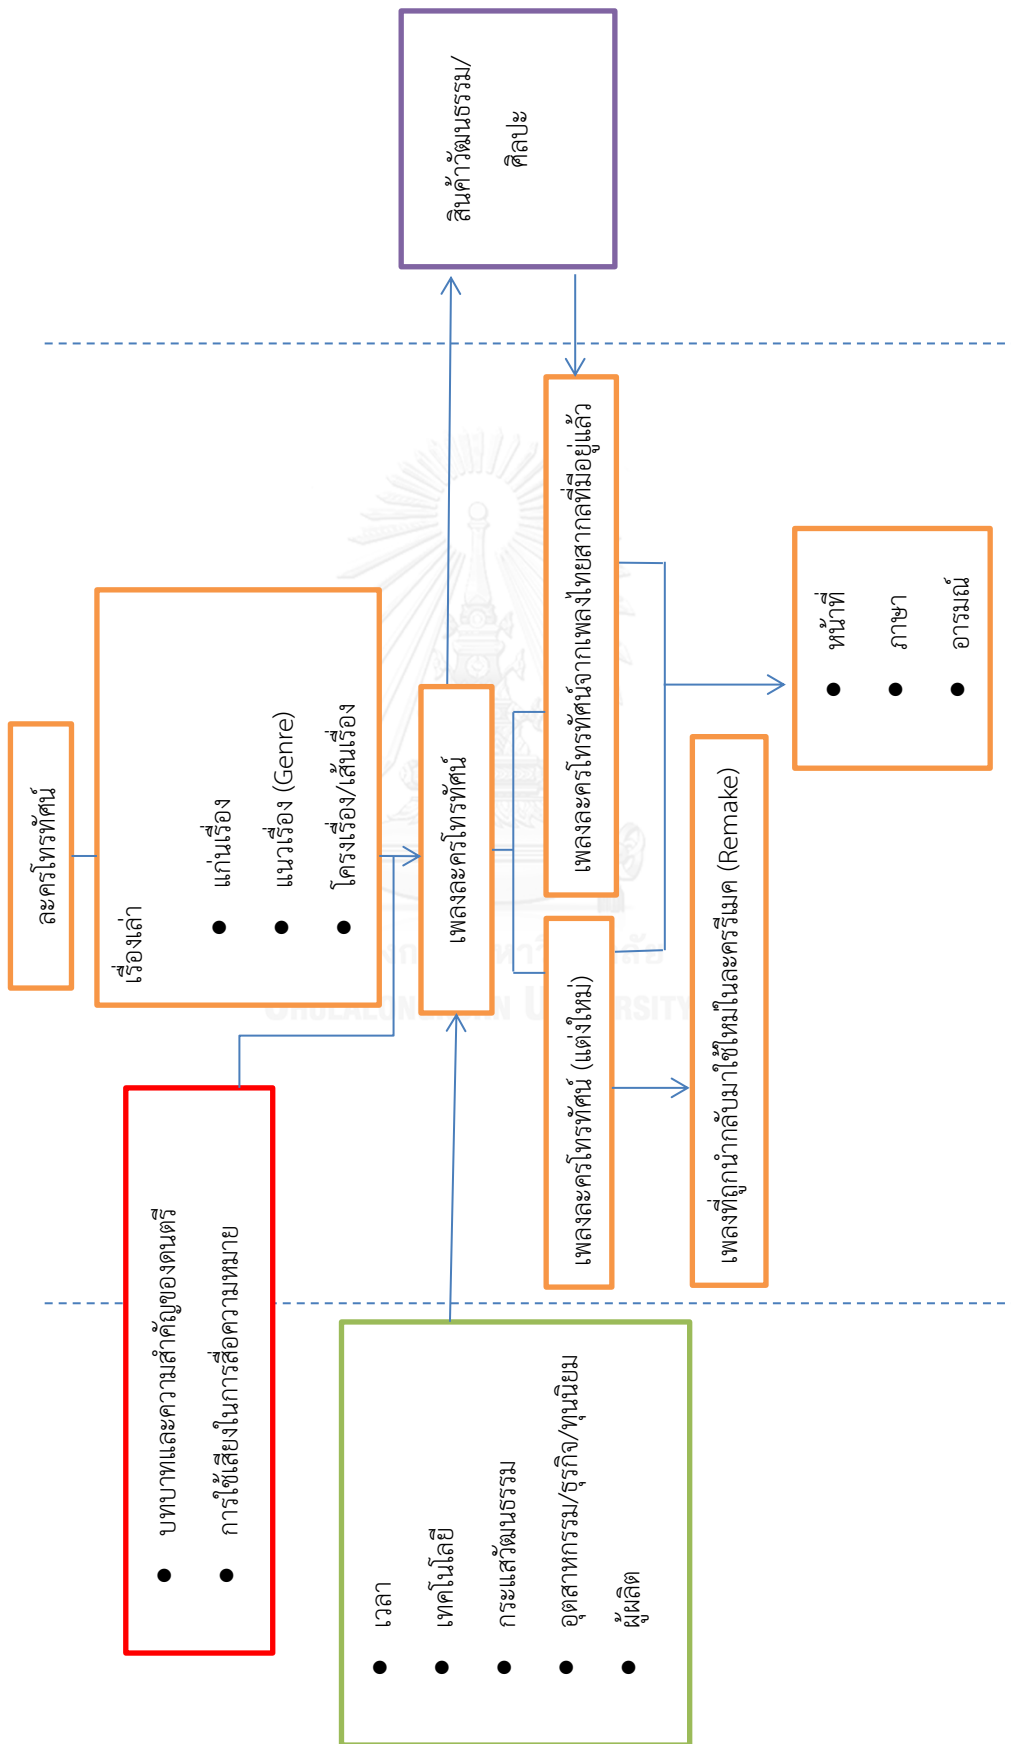 ละครโทรทัศน์
เรื่องเล่า
● แก่นเรื่อง
● แนวเรื่อง (Genre)
● โครงเรื่อง/เส้นเรื่อง
● บทบาทและความสำคัญของดนตรี
● การใช้เสียงในการสื่อความหมาย
● เวลา
● เทคโนโลยี
● กระแสวัฒนธรรม
● อุตสาหกรรม/ธุรกิจ/ทุนนิยม
● ผู้ผลิต
เพลงละครโทรทัศน์
สินค้าวัฒนธรรม/
ศิลปะ
เพลงละครโทรทัศน์ (แต่งใหม่)
เพลงละครโทรทัศน์จากเพลงไทยสากลที่มีอยู่แล้ว
เพลงที่ถูกนำกลับมาใช้ใหม่ในละครรีเมค (Remake)
● หน้าที่
● ภาษา
● อารมณ์